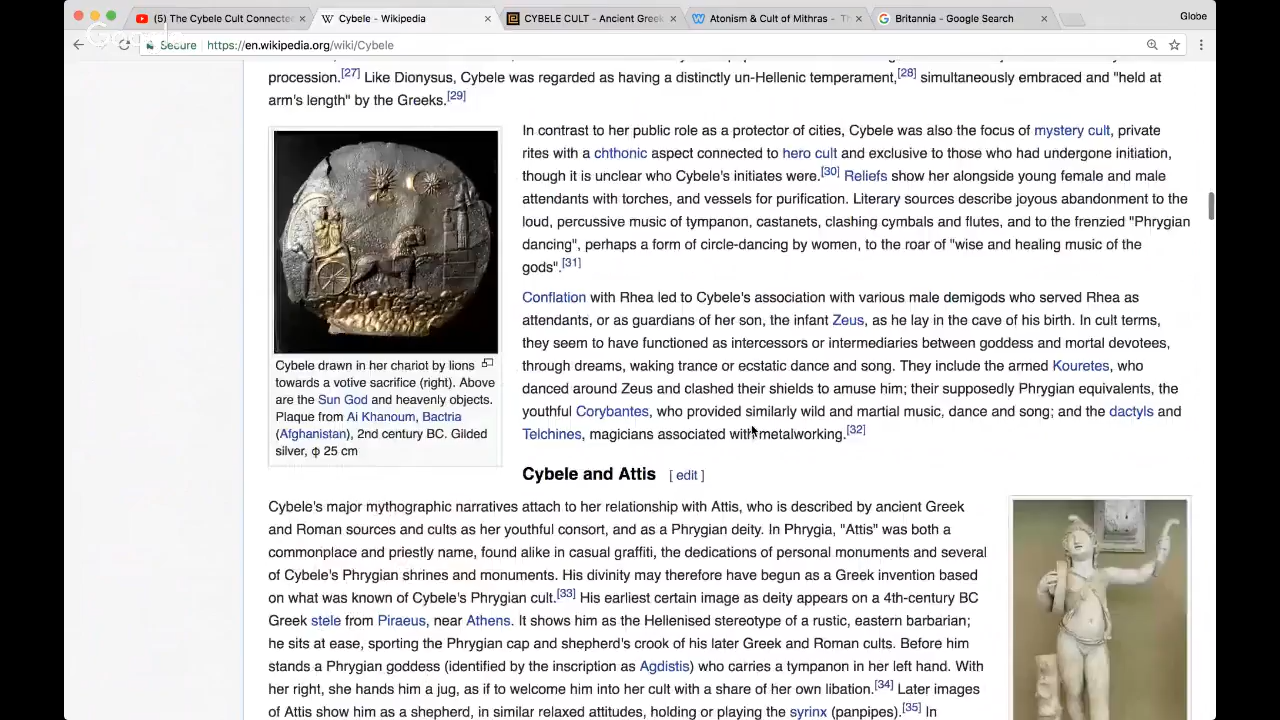 (5) The Cybele Cult Connected
Cybele - Wikipedia
CYBELE CULT - Ancient Greek
Atonism & Cult of Mithras - Th
Britannia - Google Search
Globe
Secure https://en.wikipedia.org/wiki/Cybele
procession.[27] Like Dionysus, Cybele was regarded as having a distinctly un-Hellenic temperament,[28] simultaneously embraced and "held at
arm's length" by the Greeks.[29]
In contrast to her public role as a protector of cities, Cybele was also the focus of mystery cult, private
rites with a chthonic aspect connected to hero cult and exclusive to those who had undergone initiation,
though it is unclear who Cybele's initiates were.[30] Reliefs show her alongside young female and male
attendants with torches, and vessels for purification. Literary sources describe joyous abandonment to the
loud, percussive music of tympanon, castanets, clashing cymbals and flutes, and to the frenzied "Phrygian
dancing", perhaps a form of circle-dancing by women, to the roar of "wise and healing music of the
gods".[31]
Conflation with Rhea led to Cybele's association with various male demigods who served Rhea as
attendants, or as guardians of her son, the infant Zeus, as he lay in the cave of his birth. In cult terms,
they seem to have functioned as intercessors or intermediaries between goddess and mortal devotees,
through dreams, waking trance or ecstatic dance and song. They include the armed Kouretes, who
danced around Zeus and clashed their shields to amuse him; their supposedly Phrygian equivalents, the
youthful Corybantes, who provided similarly wild and martial music, dance and song; and the dactyls and
Telchines, magicians associated with metalworking.[32]
Cybele drawn in her chariot by lions
towards a votive sacrifice (right). Above
are the Sun God and heavenly objects.
Plaque from Ai Khanoum, Bactria
(Afghanistan), 2nd century BC. Gilded
silver, ϕ 25 cm
Cybele and Attis [ edit ]
Cybele's major mythographic narratives attach to her relationship with Attis, who is described by ancient Greek
and Roman sources and cults as her youthful consort, and as a Phrygian deity. In Phrygia, "Attis" was both a
commonplace and priestly name, found alike in casual graffiti, the dedications of personal monuments and several
of Cybele's Phrygian shrines and monuments. His divinity may therefore have begun as a Greek invention based
on what was known of Cybele's Phrygian cult.[33] His earliest certain image as deity appears on a 4th-century BC
Greek stele from Piraeus, near Athens. It shows him as the Hellenised stereotype of a rustic, eastern barbarian;
he sits at ease, sporting the Phrygian cap and shepherd's crook of his later Greek and Roman cults. Before him
stands a Phrygian goddess (identified by the inscription as Agdistis) who carries a tympanon in her left hand. With
her right, she hands him a jug, as if to welcome him into her cult with a share of her own libation.[34] Later images
of Attis show him as a shepherd, in similar relaxed attitudes, holding or playing the syrinx (panpipes).[35] In